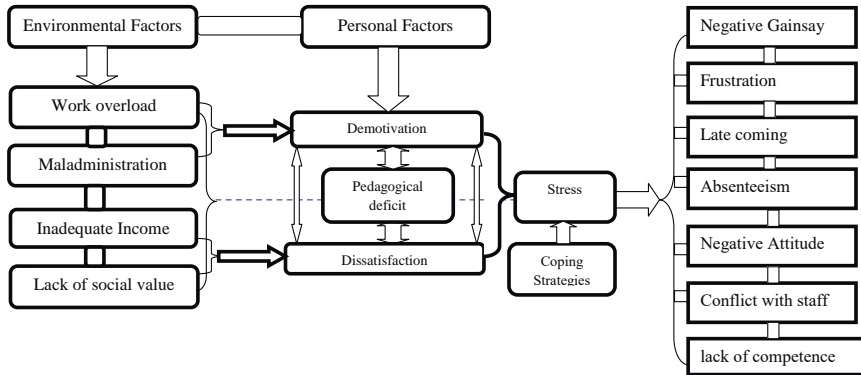 Environmental Factors
Personal Factors
Negative Gainsay
Frustration
Work overload
Demotivation
Late coming
Maladministration
Pedagogical
deficit
Stress
Absenteeism
Inadequate Income
Negative Attitude
Dissatisfaction
Coping
Strategies
Lack of social value
Conflict with staff
lack of competence